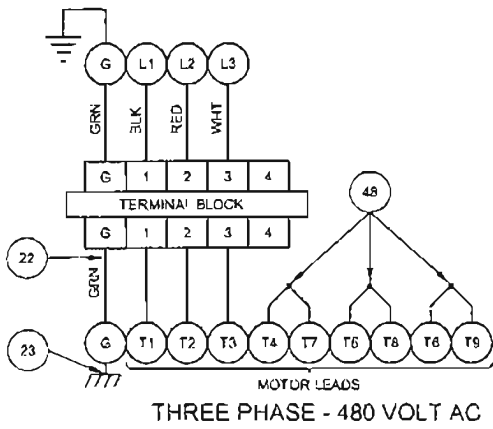 G L1 L2 L3
GRN BLK RED WHT
G 1 2 3 4
TERMINAL BLOCK
G 1 2 3 4
48
22
GRN
23
G T1 T2 T3 T4 T7 T5 T8 T6 T9
MOTOR LEADS
THREE PHASE - 480 VOLT AC